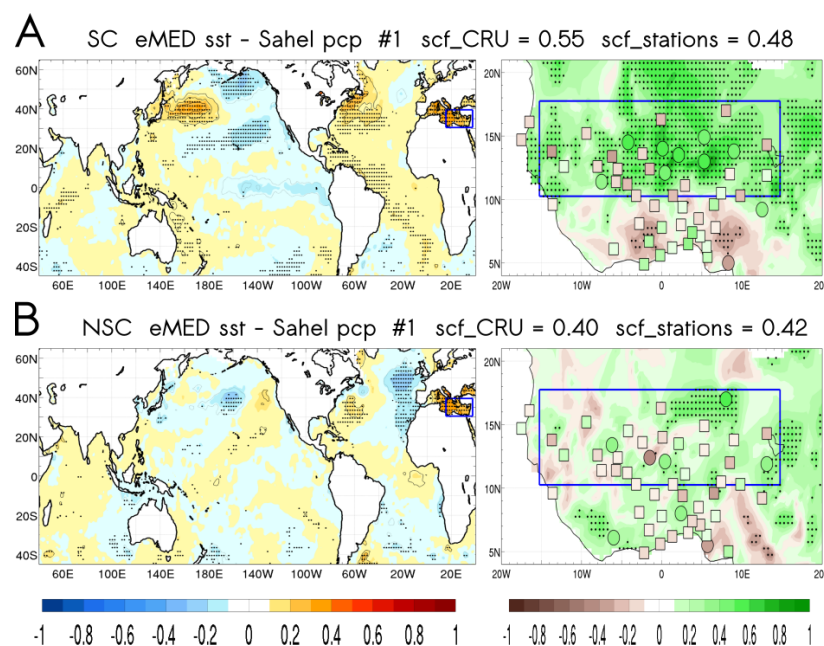 A
SC eMED sst - Sahel pcp #1 scf_CRU = 0.55 scf_stations = 0.48
60N
40N
20N
0
20S
40S
60E 100E 140E 180E 140W 100W 60W 20W 20E
20N
15N
10N
5N
20W 10W 0 10E 20E
B
NSC eMED sst - Sahel pcp #1 scf_CRU = 0.40 scf_stations = 0.42
60N
40N
20N
0
20S
40S
60E 100E 140E 180E 140W 100W 60W 20W 20E
20N
15N
10N
5N
20W 10W 0 10E 20E
-1 -0.8 -0.6 -0.4 -0.2 0 0.2 0.4 0.6 0.8 1
-1 -0.8 -0.6 -0.4 -0.2 0 0.2 0.4 0.6 0.8 1